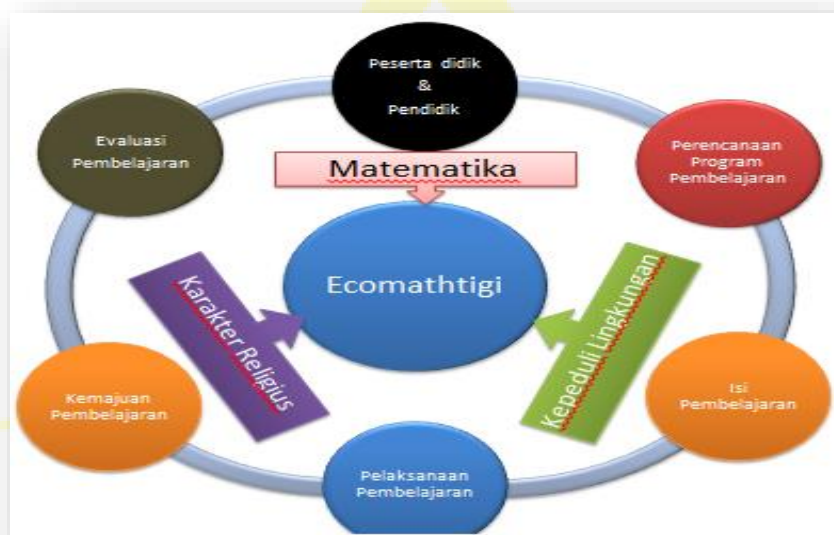 Peserta didik
&
Pendidik
Evaluasi
Pembelajaran
Perencanaan
Program
Pembelajaran
Matematika
Ecomathtigi
Karakter Religius
Kepeduli Lingkungan
Kemajuan
Pembelajaran
Isi
Pembelajaran
Pelaksanaan
Pembelajaran